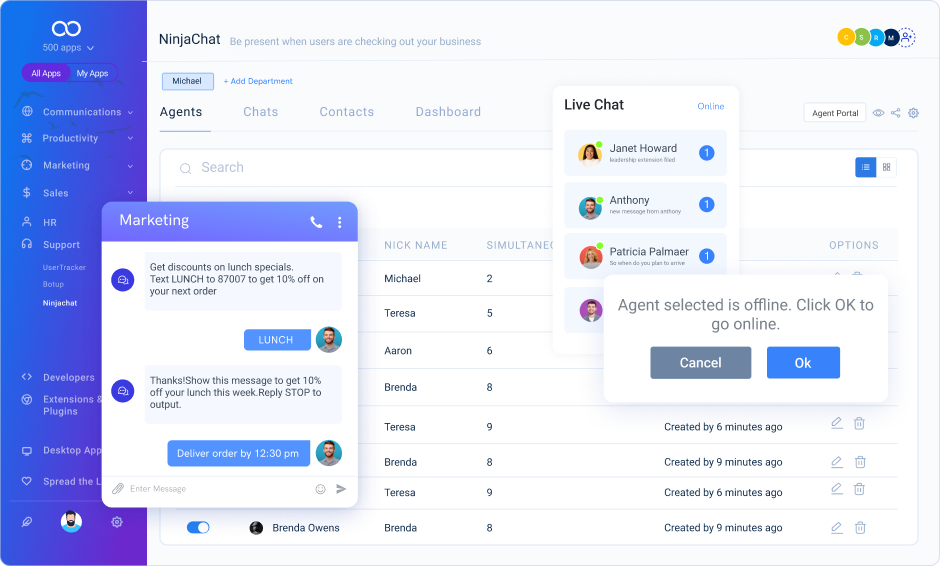 500 apps
All Apps
My Apps
Communications
Productivity
Marketing
Sales
HR
Support
UserTracker
Botup
Ninjachat
Developers
Extensions &
Plugins
Desktop App
Spread the L
NinjaChat
Be present when users are checking out your business
C
S
R
M
Michael
+ Add Department
Agents
Chats
Contacts
Dashboard
Agent Portal
Search
NICK NAME
SIMULTANEO
OPTIONS
Michael
2
Teresa
5
Aaron
6
Brenda
8
Teresa
9
Created by 6 minutes ago
Brenda
8
Created by 9 minutes ago
Teresa
9
Created by 6 minutes ago
Brenda Owens
Brenda
8
Created by 9 minutes ago
Marketing
Get discounts on lunch specials.
Text LUNCH to 87007 to get 10% off on
your next order
LUNCH
Thanks!Show this message to get 10%
off your lunch this week.Reply STOP to
output.
Deliver order by 12:30 pm
Enter Message
Live Chat
Online
Janet Howard
leadership extension filed
1
Anthony
new message from anthony
1
Patricia Palmaer
So when do you plan to arrive
1
Agent selected is offline. Click OK to
go online.
Cancel
Ok